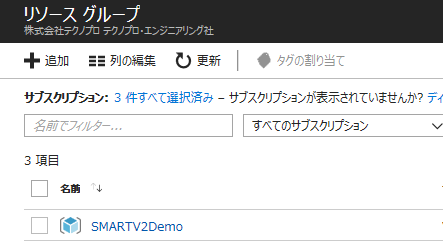 リソース グループ
株式会社テクノプロ テクノプロ・エンジニアリング社
追加 列の編集 更新 タグの割り当て
サブスクリプション: 3 件すべて選択済み – サブスクリプションが表示されていませんか? ディ
名前でフィルター... すべてのサブスクリプション
3 項目
名前
SMARTV2Demo